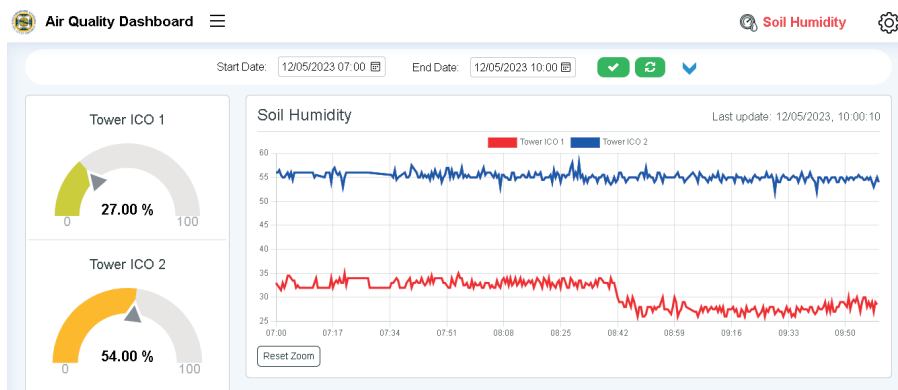 Air Quality Dashboard
Soil Humidity
Start Date: 12/05/2023 07:00 End Date: 12/05/2023 10:00
Tower ICO 1
27.00 %
0 100
Tower ICO 2
54.00 %
0 100
Soil Humidity Last update: 12/05/2023, 10:00:10
Tower ICO 1 Tower ICO 2
60
55
50
45
40
35
30
25
07:00 07:17 07:34 07:51 08:08 08:25 08:42 08:59 09:16 09:33 09:50
Reset Zoom